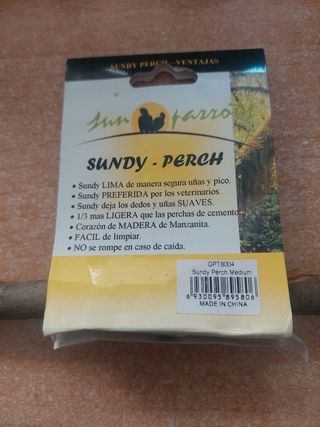 SUNDY PERCH - VENTAJAS
sun parrots
SUNDY - PERCH
• Sundy LIMA de manera segura uñas y pico.
• Sundy PREFERIDA por los veterinarios.
• Sundy deja los dedos y uñas SUAVES.
• 1/3 mas LIGERA que las perchas de cemento
• Corazón de MADERA de Manzanita.
• FACIL de limpiar.
• NO se rompe en caso de caida.
GPT8004
Sundy Perch Medium
6 930095 895806
MADE IN CHINA